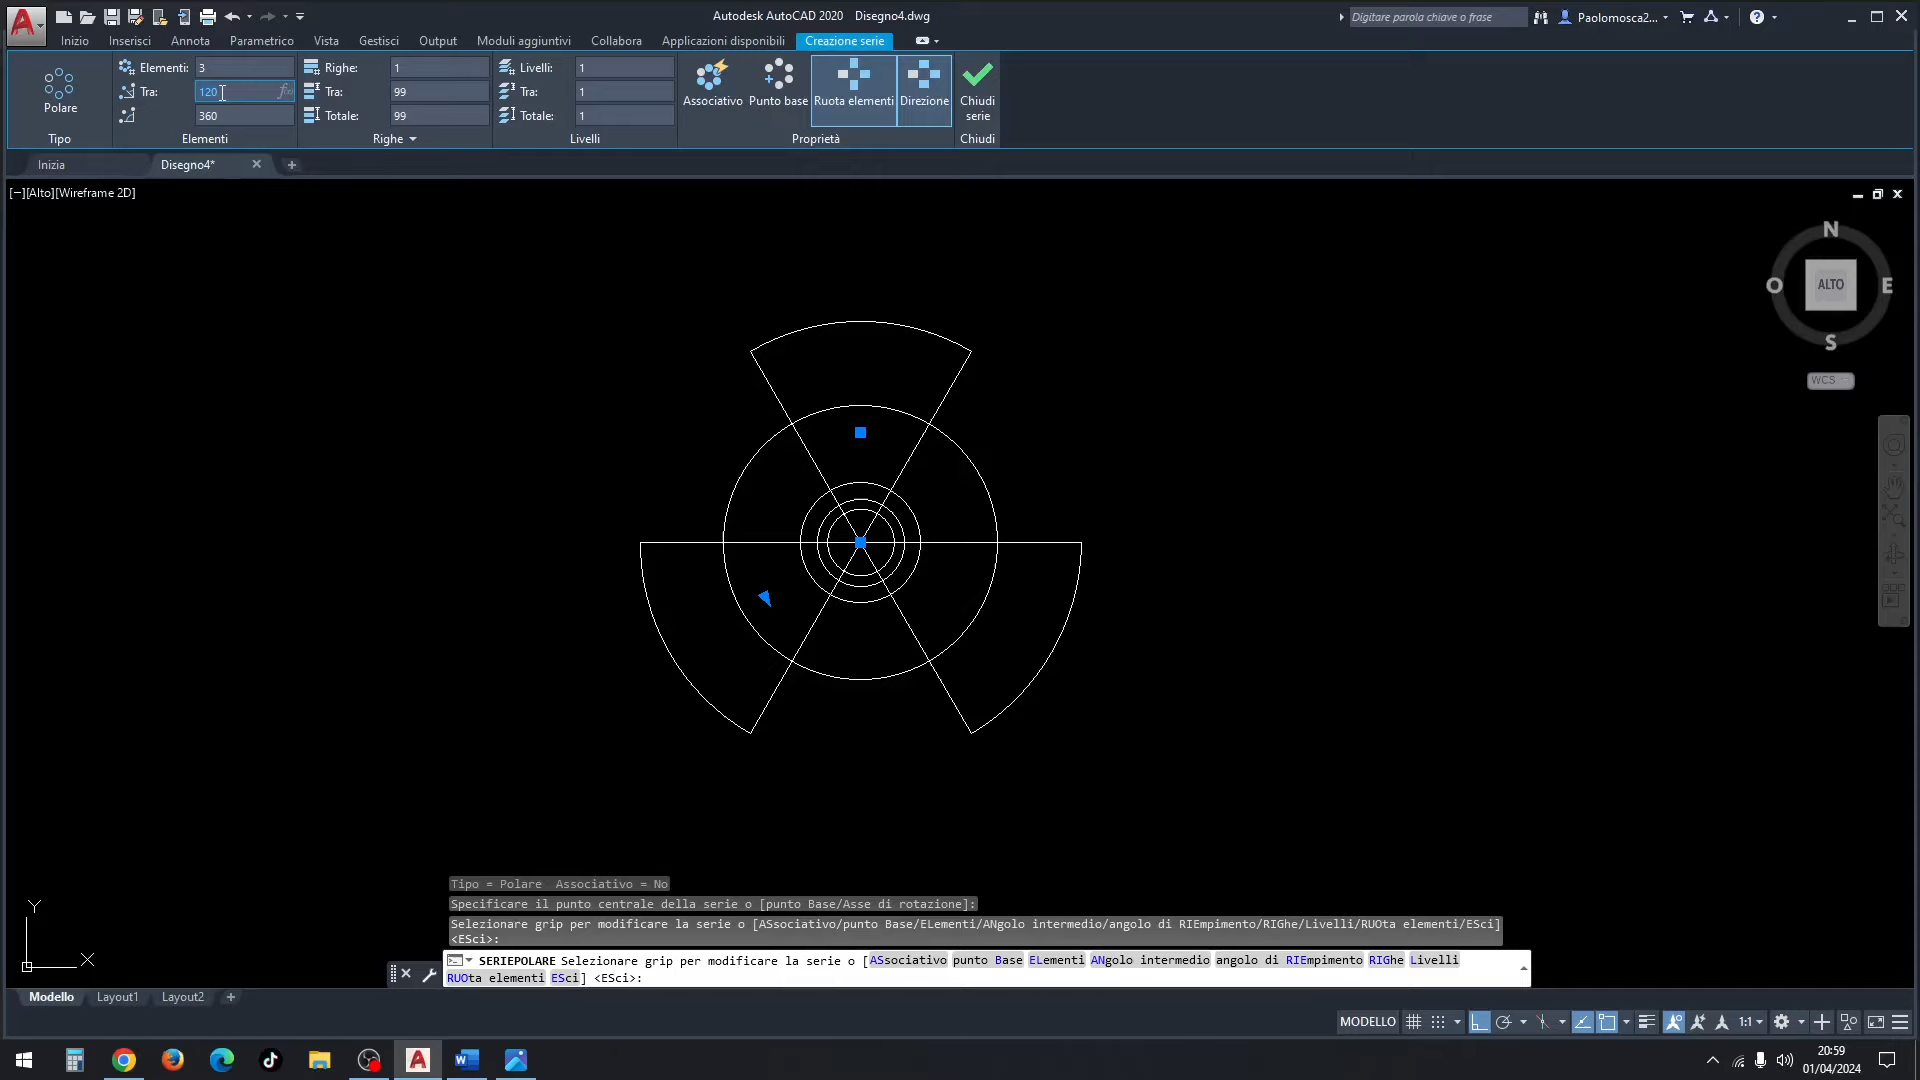 Autodesk AutoCAD 2020 Disegno4.dwg
Digitare parola chiave o frase
Paolomosca2...
Inizio Inserisci Annota Parametrico Vista Gestisci Output Moduli aggiuntivi Collabora Applicazioni disponibili Creazione serie
Elementi: 3 Righe: 1 Livelli: 1
Tra: 120 Tra: 99 Tra: 1
360 Totale: 99 Totale: 1
Polare
Associativo Punto base Ruota elementi Direzione Chiudi serie
Tipo Elementi Righe Livelli Proprietà Chiudi
Inizia Disegno4*
[−][Alto][Wireframe 2D]
N
O ALTO E
S
WCS
Tipo = Polare Associativo = No
Specificare il punto centrale della serie o [punto Base/Asse di rotazione]:
Selezionare grip per modificare la serie o [ASsociativo/punto Base/ELementi/ANgolo intermedio/angolo di RIEmpimento/RIGhe/Livelli/RUOta elementi/ESci]
<ESci>:
SERIEPOLARE Selezionare grip per modificare la serie o [ASsociativo punto Base ELementi ANgolo intermedio angolo di RIEmpimento RIGhe Livelli
RUOta elementi ESci] <ESci>:
Y
X
Modello Layout1 Layout2
MODELLO 1:1
20:59
01/04/2024